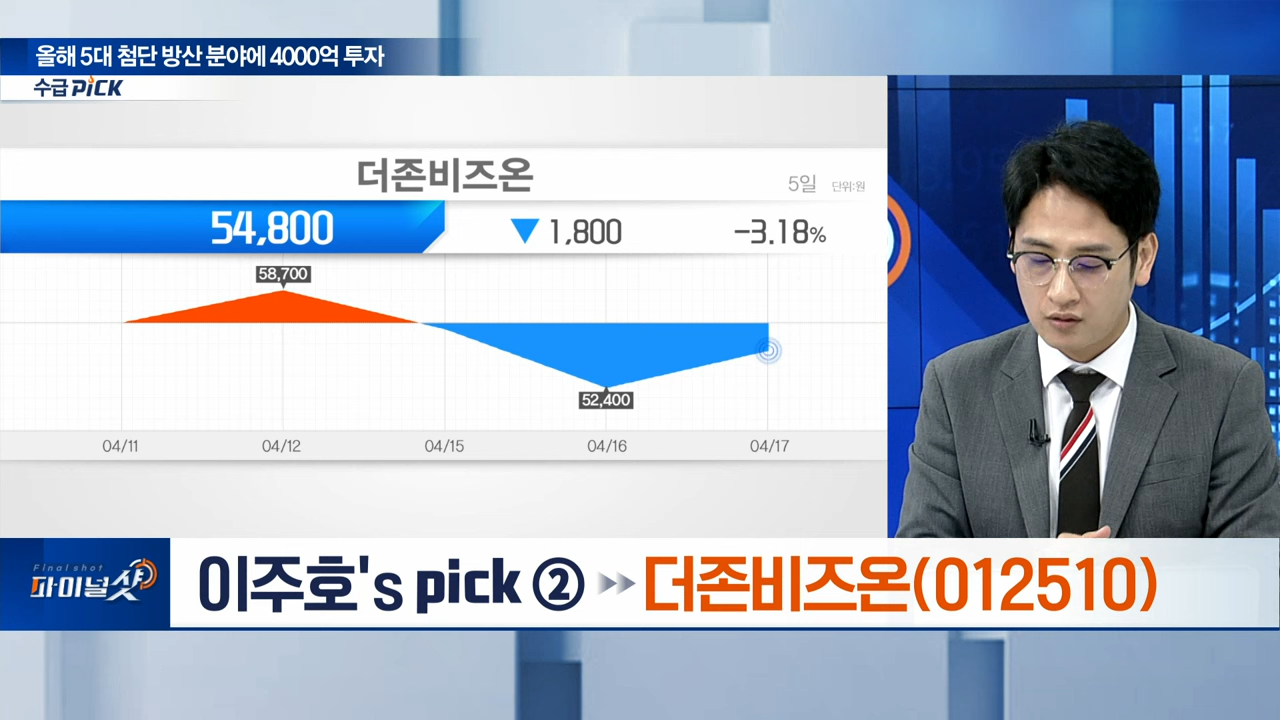 올해 5대 첨단 방산 분야에 4000억 투자
수급 PiCK
더존비즈온
5일 단위:원
54,800 ▼ 1,800 -3.18%
58,700
52,400
04/11 04/12 04/15 04/16 04/17
Final shot
파이널샷
이주호's pick ② 더존비즈온(012510)